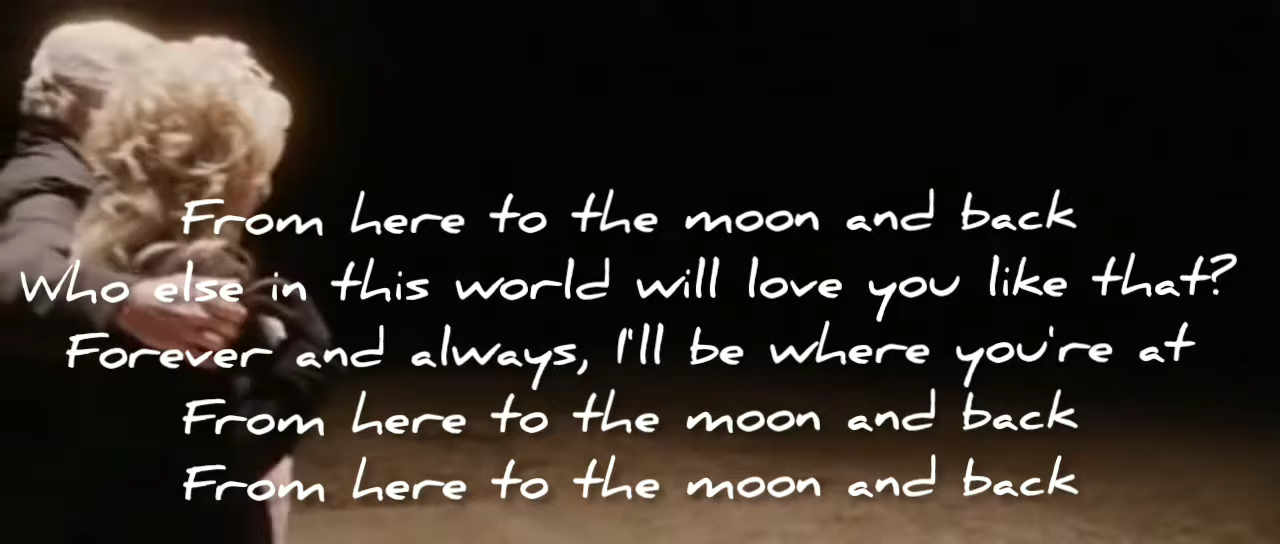 From here to the moon and back
Who else in this world will love you like that?
Forever and always, I'll be where you're at
From here to the moon and back
From here to the moon and back